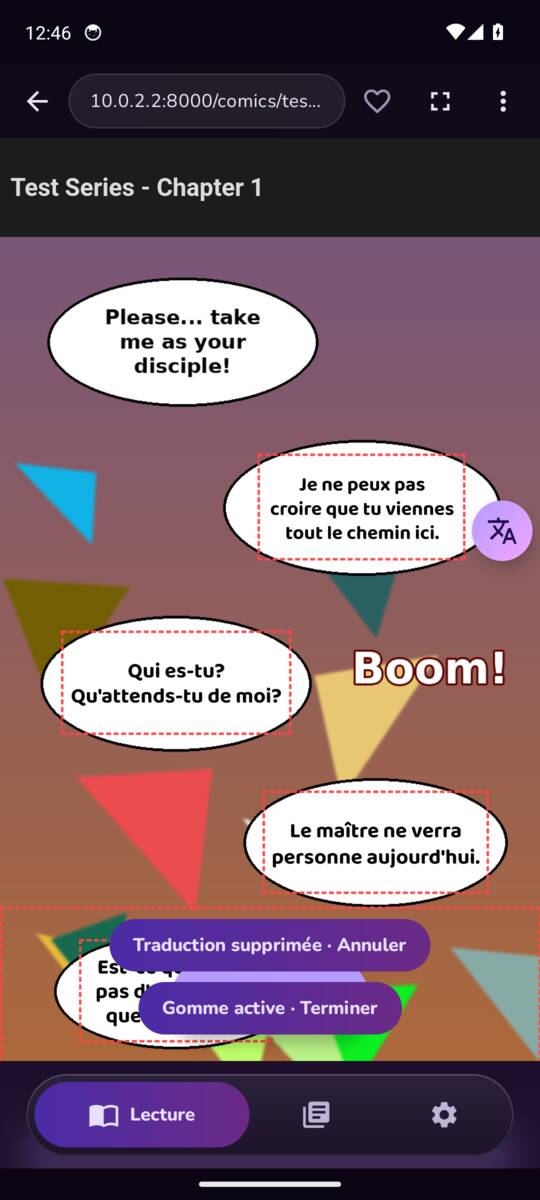 12:46
10.0.2.2:8000/comics/tes...
Test Series - Chapter 1
Please... take
me as your
disciple!
Je ne peux pas
croire que tu viennes
tout le chemin ici.
Qui es-tu?
Qu'attends-tu de moi?
Boom!
Le maître ne verra
personne aujourd'hui.
Traduction supprimée · Annuler
pas
que
Gomme active · Terminer
Lecture